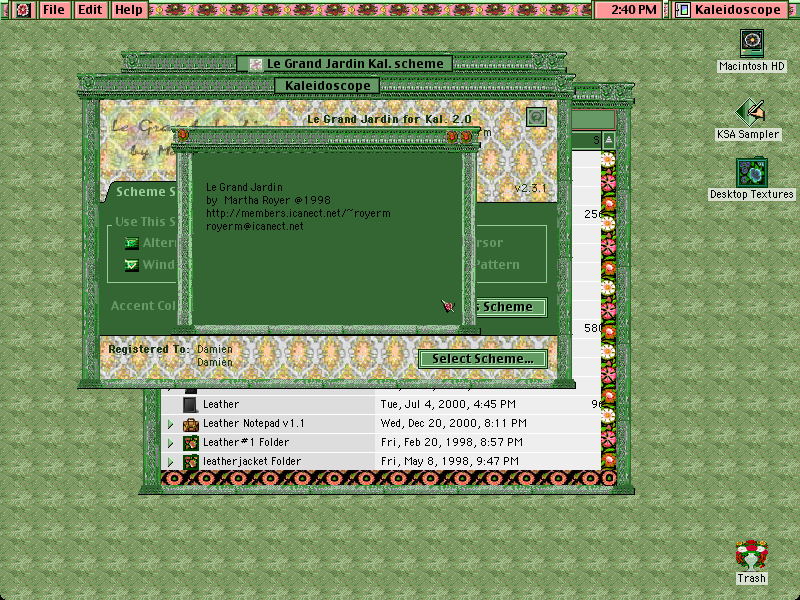 File Edit Help 2:40 PM Kaleidoscope
Le Grand Jardin Kal. scheme
Kaleidoscope
Le Grand Jardin for Kal. 2.0
v2.3.1
Scheme S
Use This S
Altern
Wind
rsor
Pattern
Accent Col
s Scheme
Le Grand Jardin
by Martha Royer @1998
http://members.icanect.net/~royerm
royerm@icanect.net
Registered To: Damien
Damien
Select Scheme...
S
256
580
Leather Tue, Jul 4, 2000, 4:45 PM 96
Leather Notepad v1.1 Wed, Dec 20, 2000, 8:11 PM
Leather#1 Folder Fri, Feb 20, 1998, 8:57 PM
leatherjacket Folder Fri, May 8, 1998, 9:47 PM
Macintosh HD
KSA Sampler
Desktop Textures
Trash